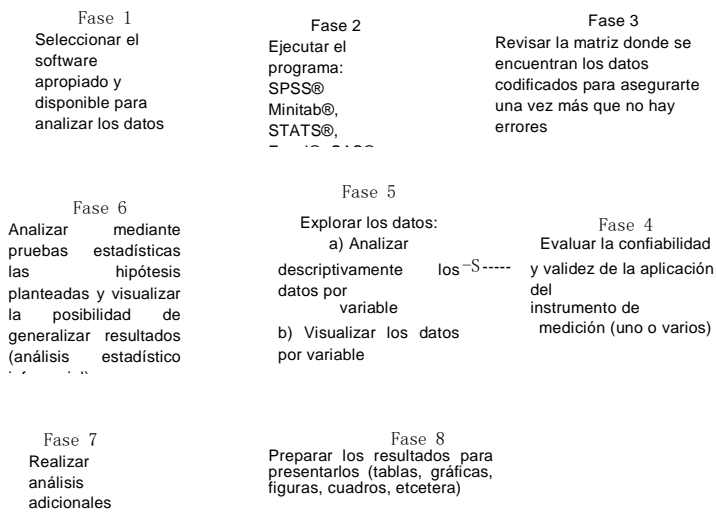 Fase 1
Seleccionar el
software
apropiado y
disponible para
analizar los datos
Fase 2
Ejecutar el
programa:
SPSS®
Minitab®,
STATS®,
Fase 3
Revisar la matriz donde se
encuentran los datos
codificados para asegurarte
una vez más que no hay
errores
Fase 6
Analizar mediante
pruebas estadísticas
las hipótesis
planteadas y visualizar
la posibilidad de
generalizar resultados
(análisis estadístico
Fase 5
Explorar los datos:
a) Analizar
descriptivamente los
datos por
variable
b) Visualizar los datos
por variable
–S-----
Fase 4
Evaluar la confiabilidad
y validez de la aplicación
del
instrumento de
medición (uno o varios)
Fase 7
Realizar
análisis
adicionales
Fase 8
Preparar los resultados para
presentarlos (tablas, gráficas,
figuras, cuadros, etcetera)